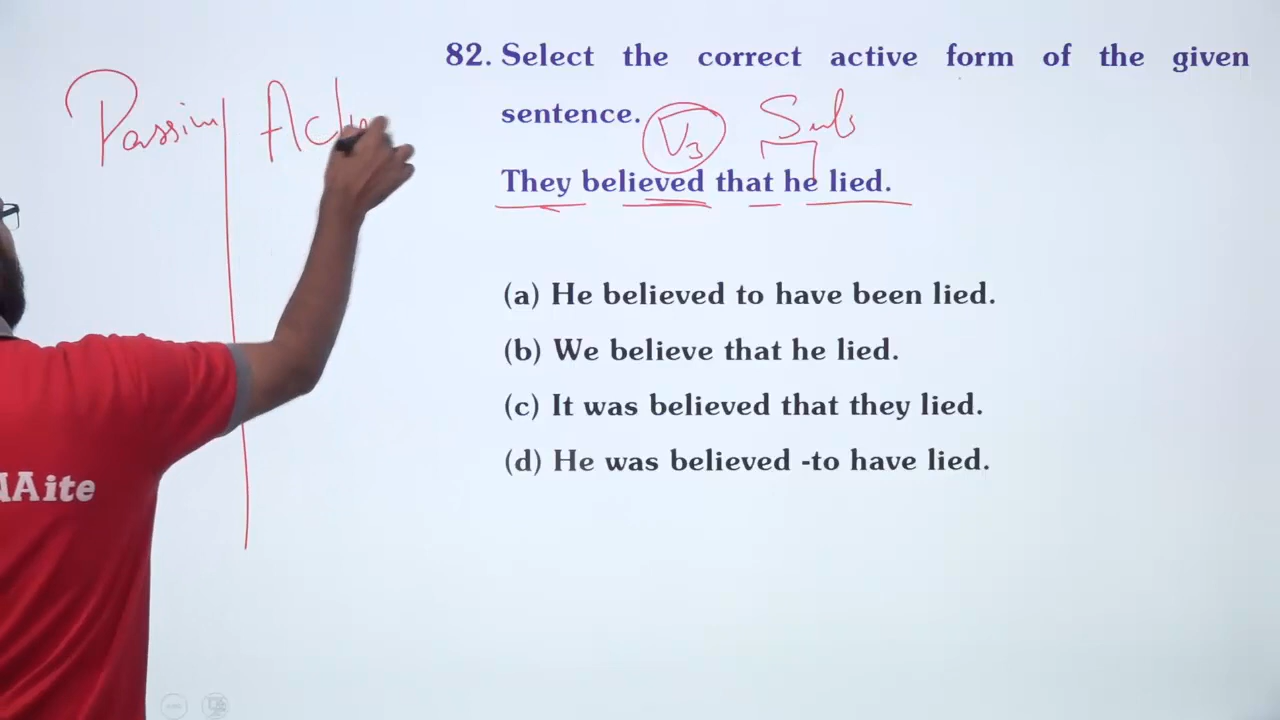 82. Select the correct active form of the given
sentence.
V3 Sub
They believed that he lied.
(a) He believed to have been lied.
(b) We believe that he lied.
(c) It was believed that they lied.
(d) He was believed -to have lied.
Passive
Aite